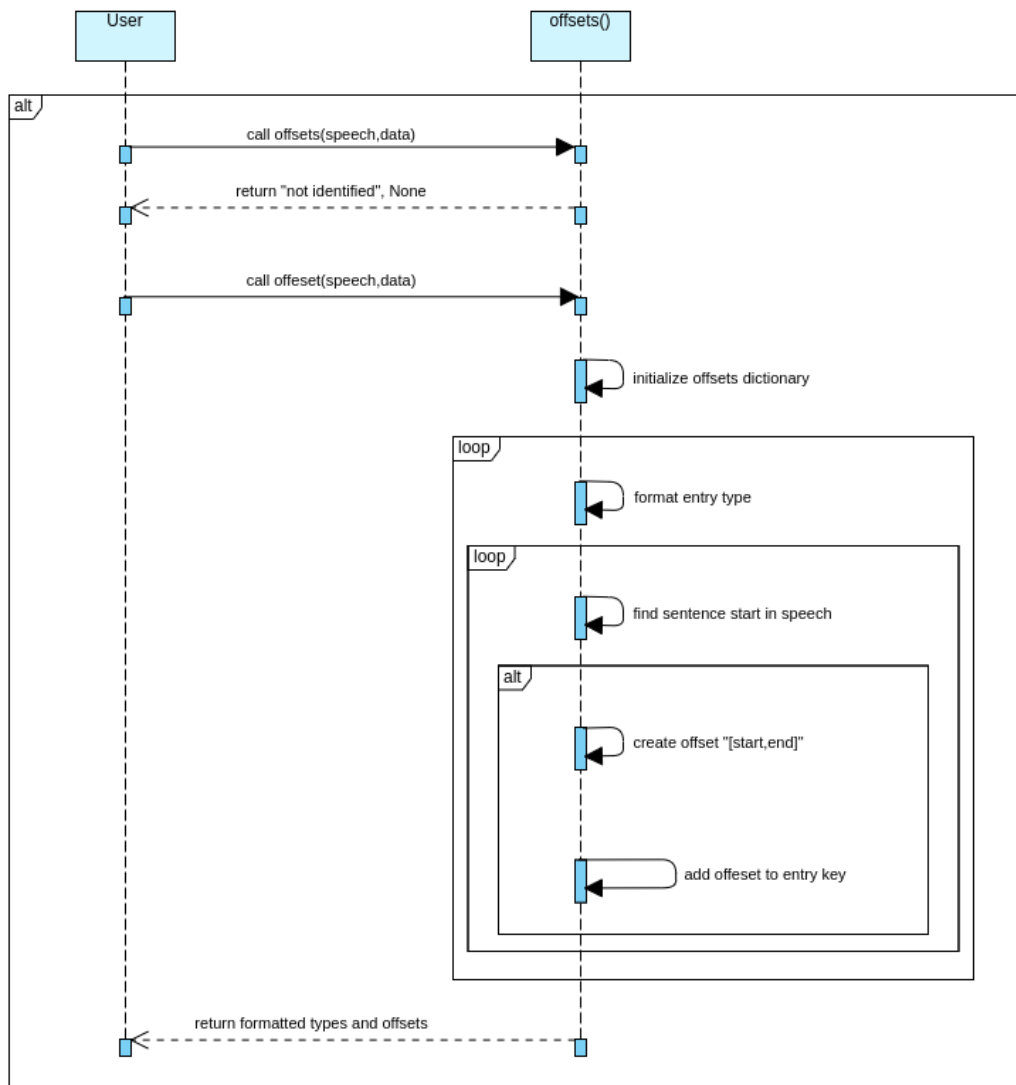 User
offsets()
alt
call offsets(speech,data)
return "not identified", None
call offeset(speech,data)
initialize offsets dictionary
loop
format entry type
loop
find sentence start in speech
alt
create offset "[start,end]"
add offeset to entry key
return formatted types and offsets